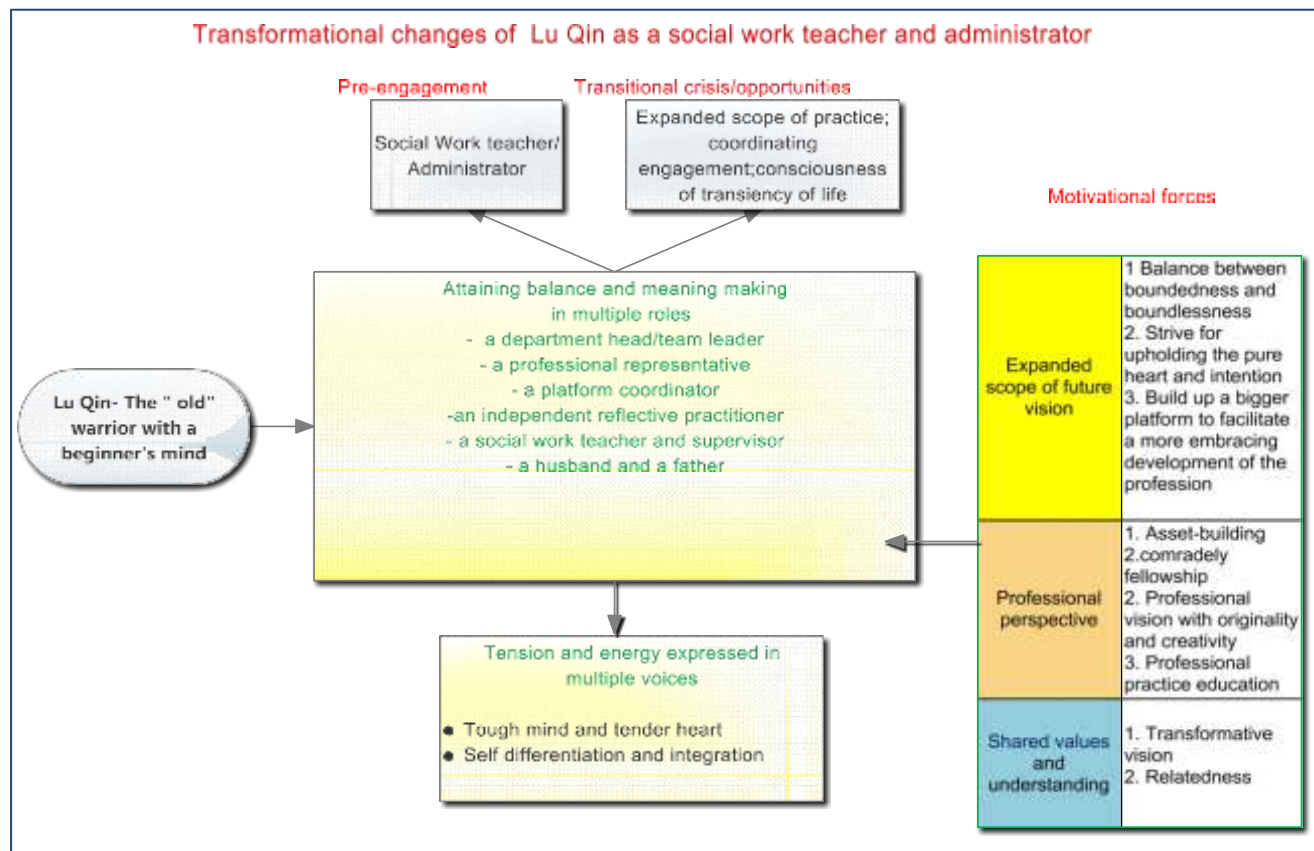 Transformational changes of Lu Qin as a social work teacher and administrator
Pre-engagement
Social Work teacher/
Administrator
Transitional crisis/opportunities
Expanded scope of practice;
coordinating
engagement;consciousness
of transiency of life
Attaining balance and meaning making
in multiple roles
- a department head/team leader
- a professional representative
- a platform coordinator
-an independent reflective practitioner
- a social work teacher and supervisor
- a husband and a father
Lu Qin- The " old"
warrior with a
beginner's mind
Tension and energy expressed in
multiple voices
● Tough mind and tender heart
● Self differentiation and integration
Motivational forces
Expanded
scope of future
vision
1 Balance between
boundedness and
boundlessness
2. Strive for
upholding the pure
heart and intention
3. Build up a bigger
platform to facilitate
a more embracing
development of the
profession
Professional
perspective
1. Asset-building
2.comradely
fellowship
2. Professional
vision with originality
and creativity
3. Professional
practice education
Shared values
and
understanding
1. Transformative
vision
2. Relatedness